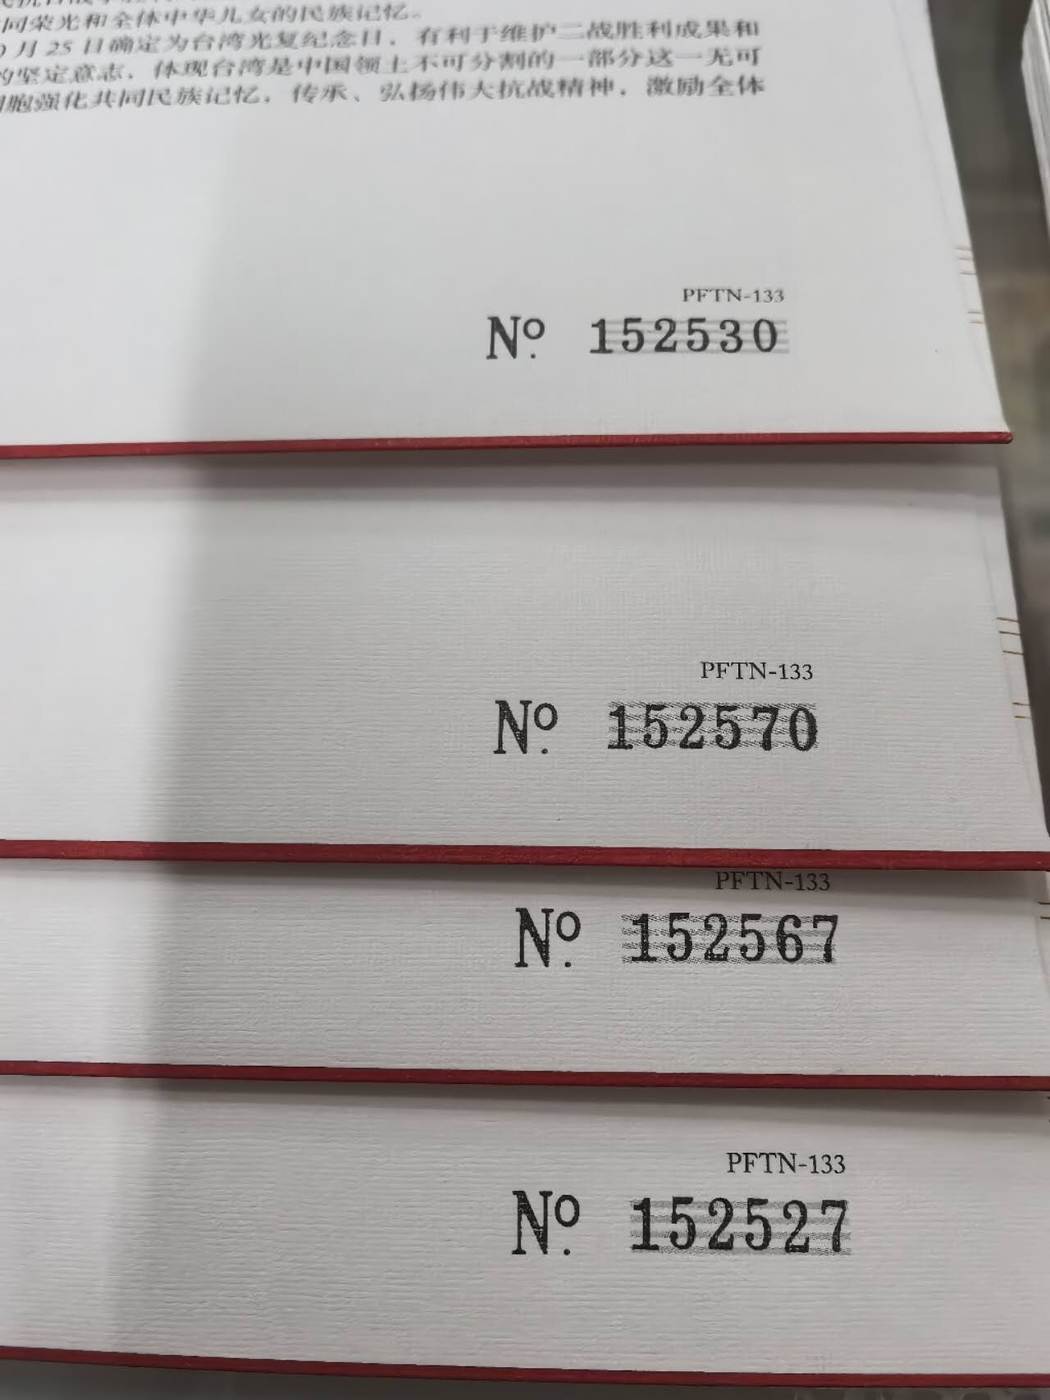 同荣光和全体中华儿女的民族记忆。
月 25 日确定为台湾光复纪念日，有利于维护二战胜利成果和
的坚定意志，体现台湾是中国领土不可分割的一部分这一无可
胞强化共同民族记忆，传承、弘扬伟大抗战精神，激励全体
PFTN-133
Nº 152530
PFTN-133
Nº 152570
PFTN-133
Nº 152567
PFTN-133
Nº 152527